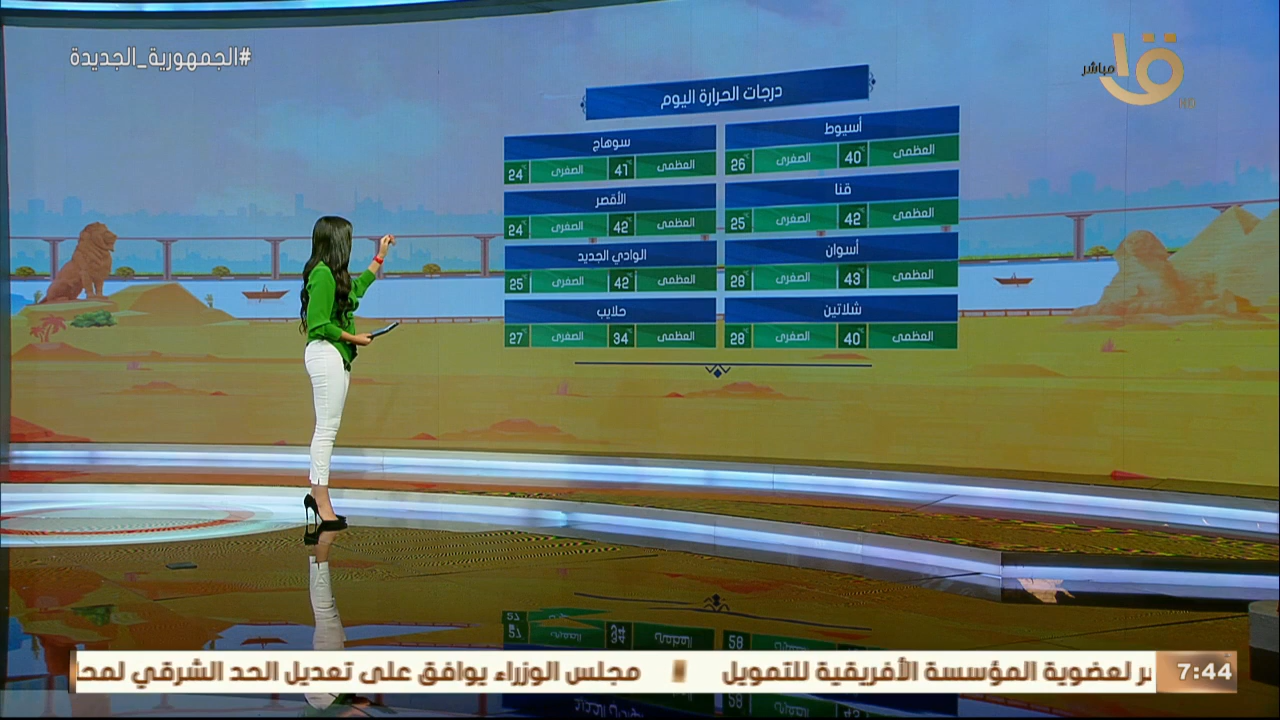 #الجمهورية_الجديدة
مباشر
درجات الحرارة اليوم
أسيوط
العظمى 40 الصغرى 26
سوهاج
العظمى 41 الصغرى 24
قنا
العظمى 42 الصغرى 25
الأقصر
العظمى 42 الصغرى 24
أسوان
العظمى 43 الصغرى 28
الوادي الجديد
العظمى 42 الصغرى 25
شلاتين
العظمى 40 الصغرى 28
حلايب
العظمى 34 الصغرى 27
7:44 لعضوية المؤسسة الأفريقية للتمويل مجلس الوزراء يوافق على تعديل الحد الشرقي